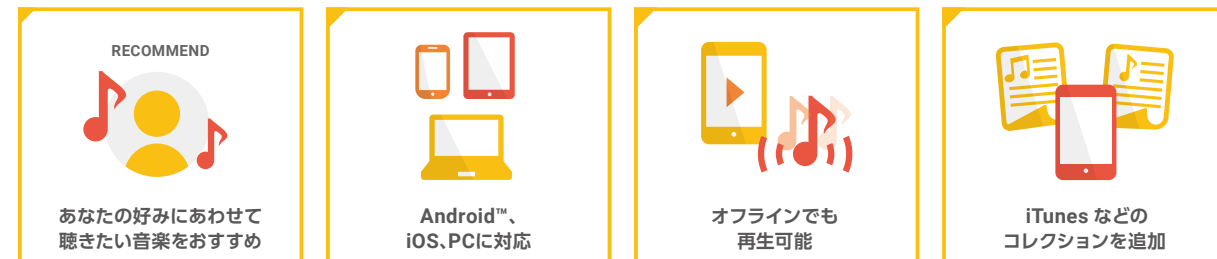 RECOMMEND
あなたの好みにあわせて
聴きたい音楽をおすすめ
Android™、
iOS、PCに対応
オフラインでも
再生可能
iTunes などの
コレクションを追加